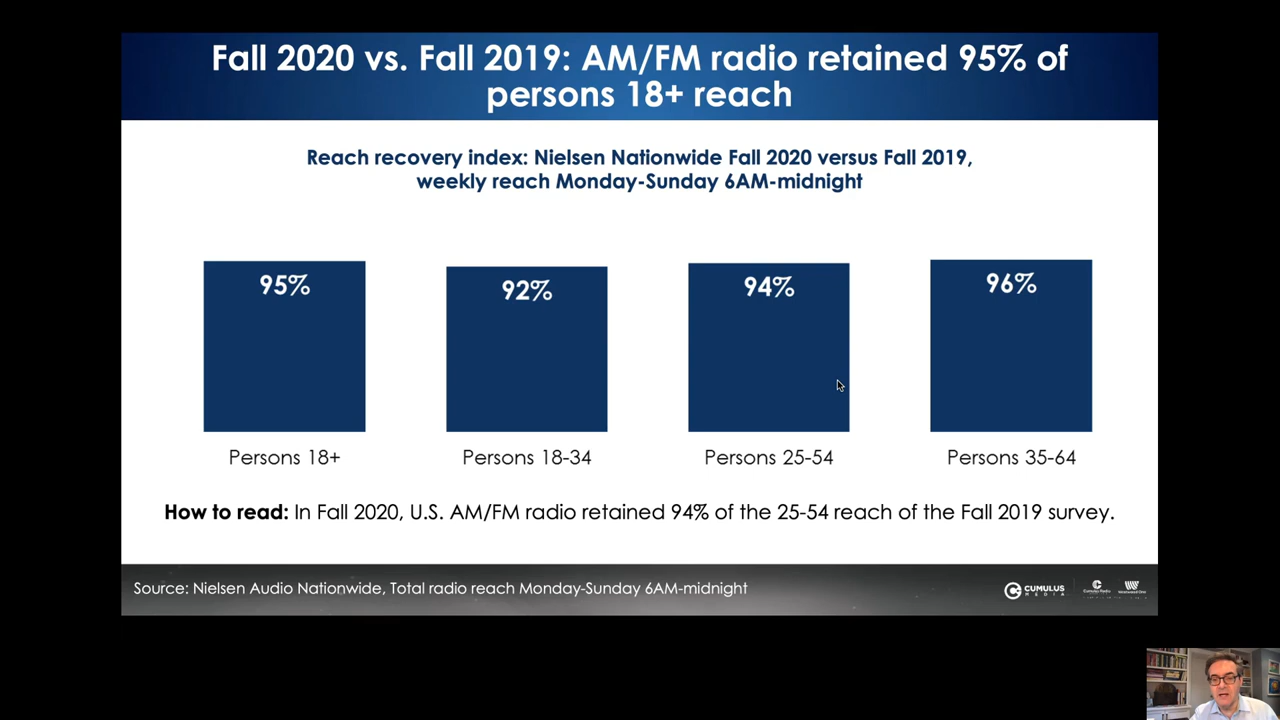 Fall 2020 vs. Fall 2019: AM/FM radio retained 95% of
persons 18+ reach
Reach recovery index: Nielsen Nationwide Fall 2020 versus Fall 2019,
weekly reach Monday-Sunday 6AM-midnight
95%
92%
94%
96%
Persons 18+
Persons 18-34
Persons 25-54
Persons 35-64
How to read: In Fall 2020, U.S. AM/FM radio retained 94% of the 25-54 reach of the Fall 2019 survey.
Source: Nielsen Audio Nationwide, Total radio reach Monday-Sunday 6AM-midnight
CUMULUS
MEDIA